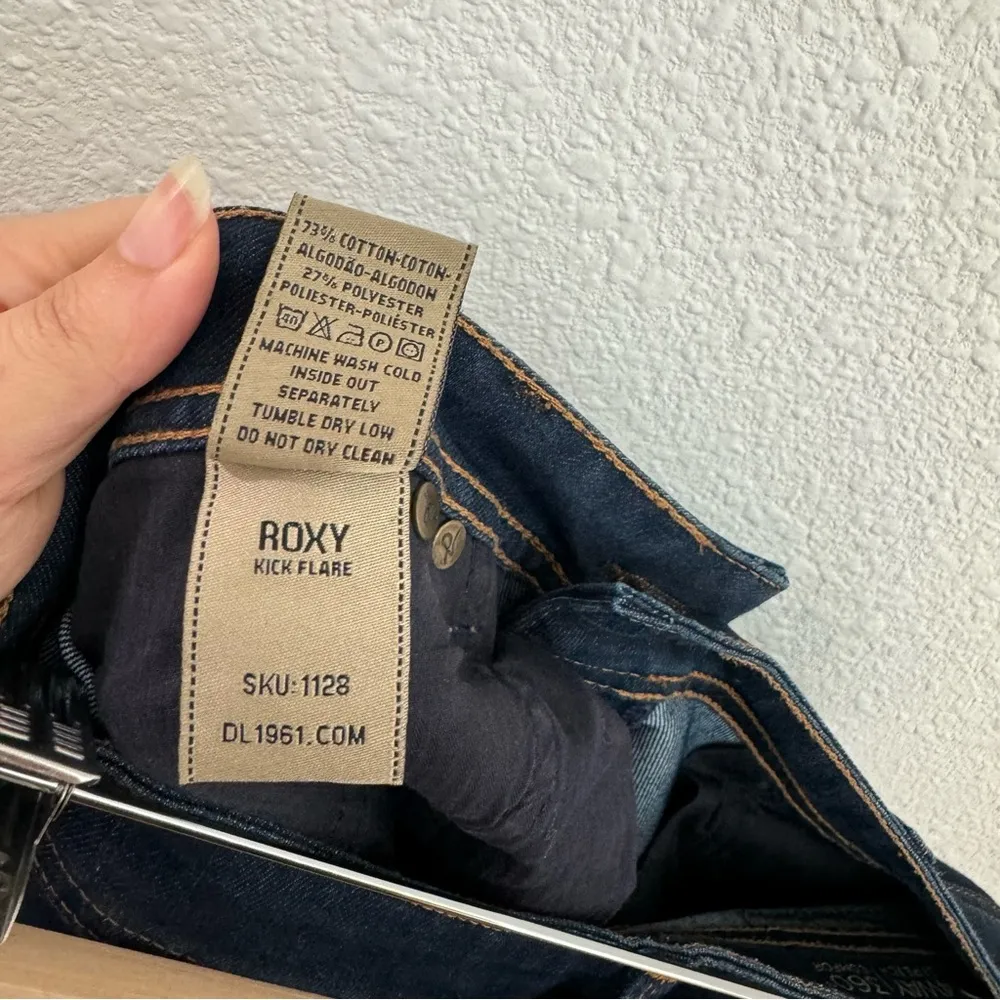 73% COTTON-COTON-
ALGODÃO-ALGODON
27% POLYESTER
POLIESTER-POLIÉSTER
40 P
MACHINE WASH COLD
INSIDE OUT
SEPARATELY
TUMBLE DRY LOW
DO NOT DRY CLEAN
ROXY
KICK FLARE
SKU:1128
DL1961.COM